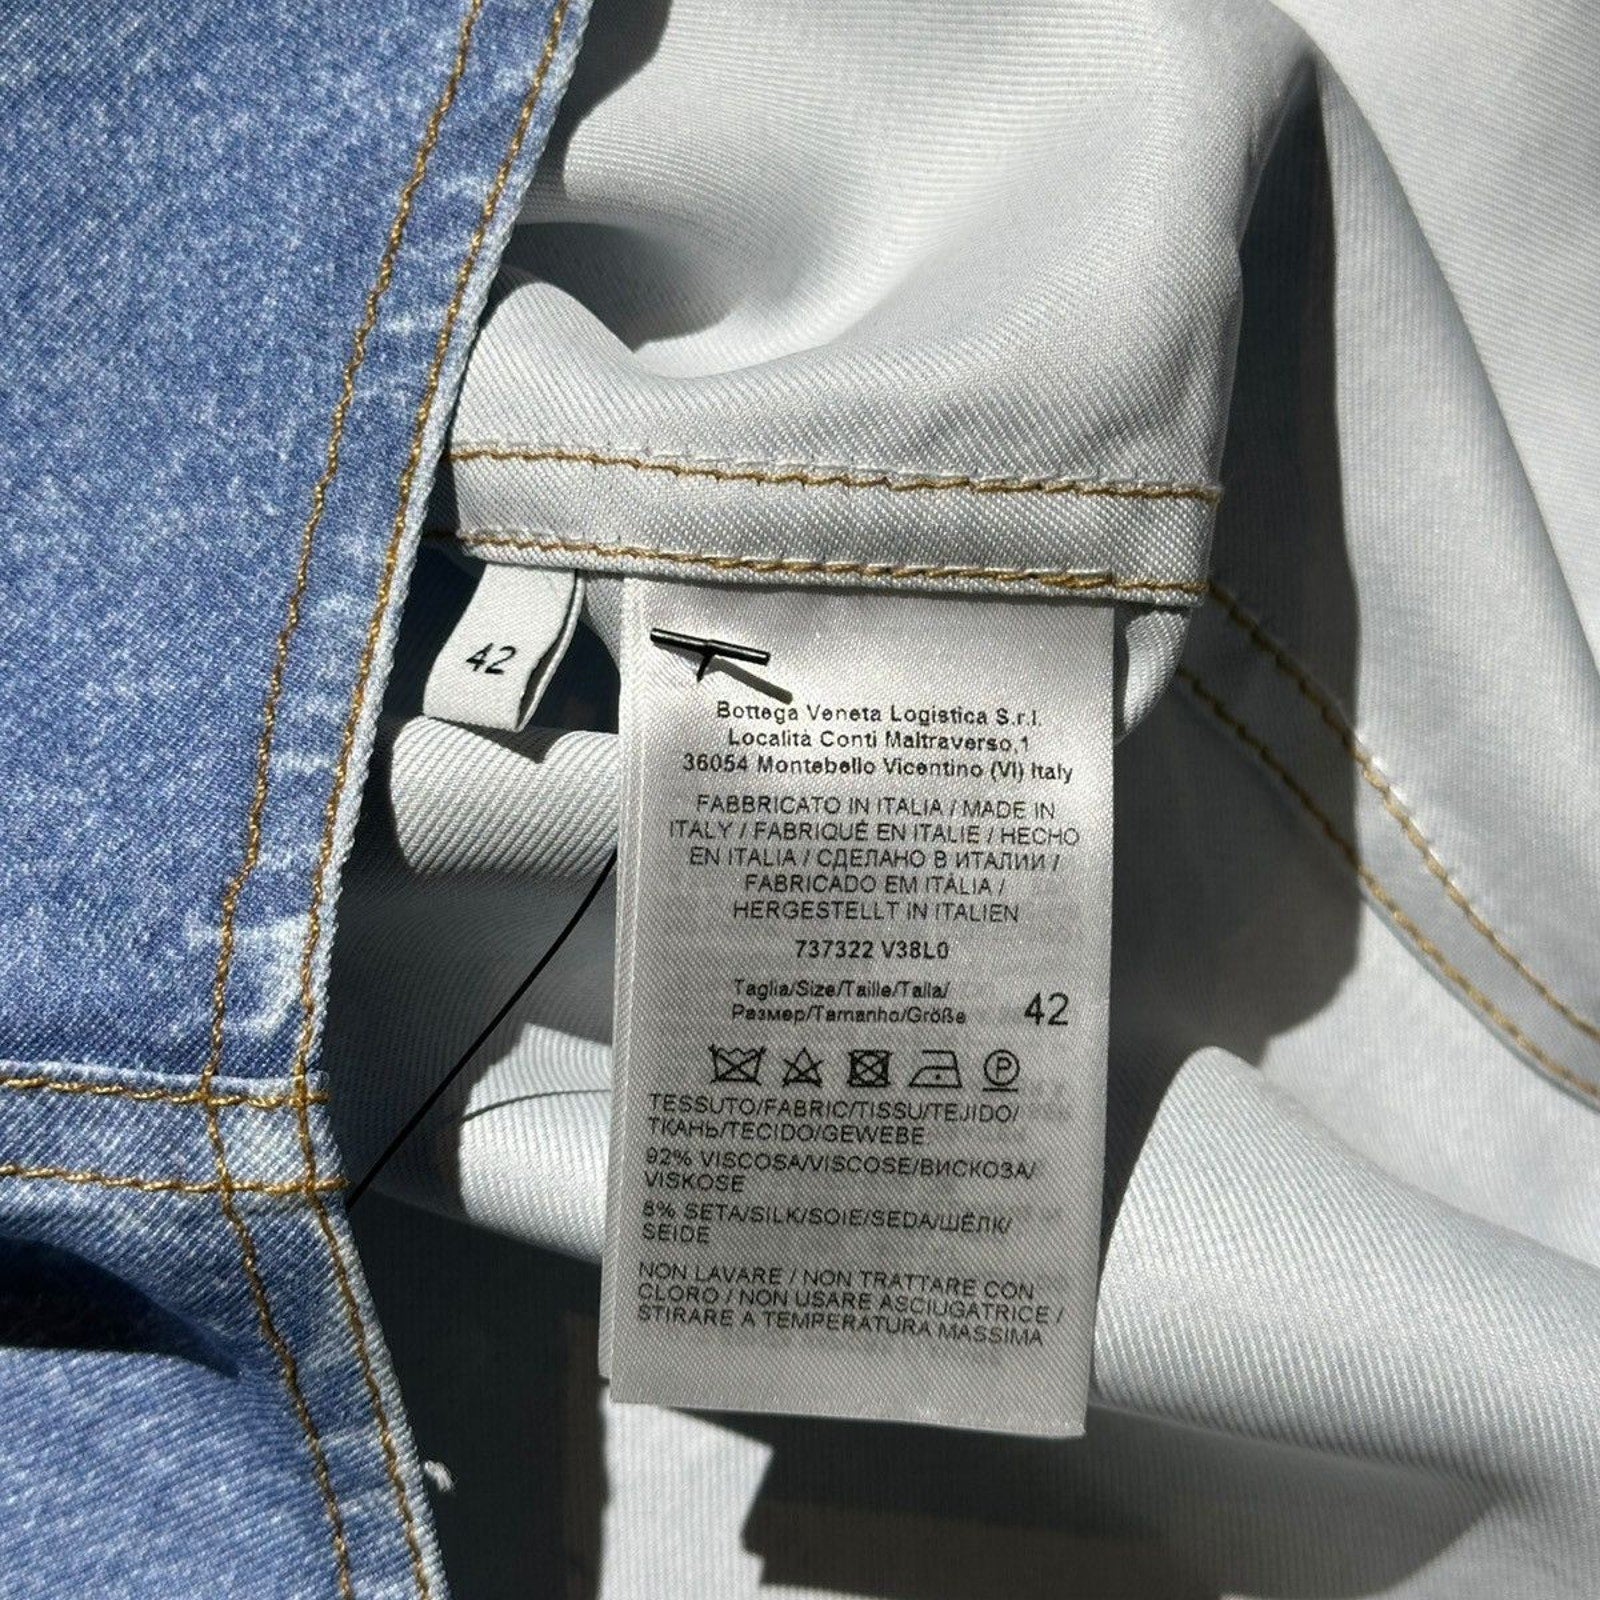 42
Bottega Veneta Logistica S.r.l.
Località Conti Maltraverso,1
36054 Montebello Vicentino (VI) Italy
FABBRICATO IN ITALIA / MADE IN
ITALY / FABRIQUÉ EN ITALIE / HECHO
EN ITALIA / СДЕЛАНО В ИТАЛИИ /
FABRICADO EM ITÁLIA /
HERGESTELLT IN ITALIEN
737322 V38L0
Taglia/Size/Taille/Talla/
Размер/Tamanho/Größe 42
P
TESSUTO/FABRIC/TISSU/TEJIDO/
ТКАНЬ/TECIDO/GEWEBE
92% VISCOSA/VISCOSE/ВИСКОЗА/
VISKOSE
8% SETA/SILK/SOIE/SEDA/ШЁЛК/
SEIDE
NON LAVARE / NON TRATTARE CON
CLORO / NON USARE ASCIUGATRICE /
STIRARE A TEMPERATURA MASSIMA